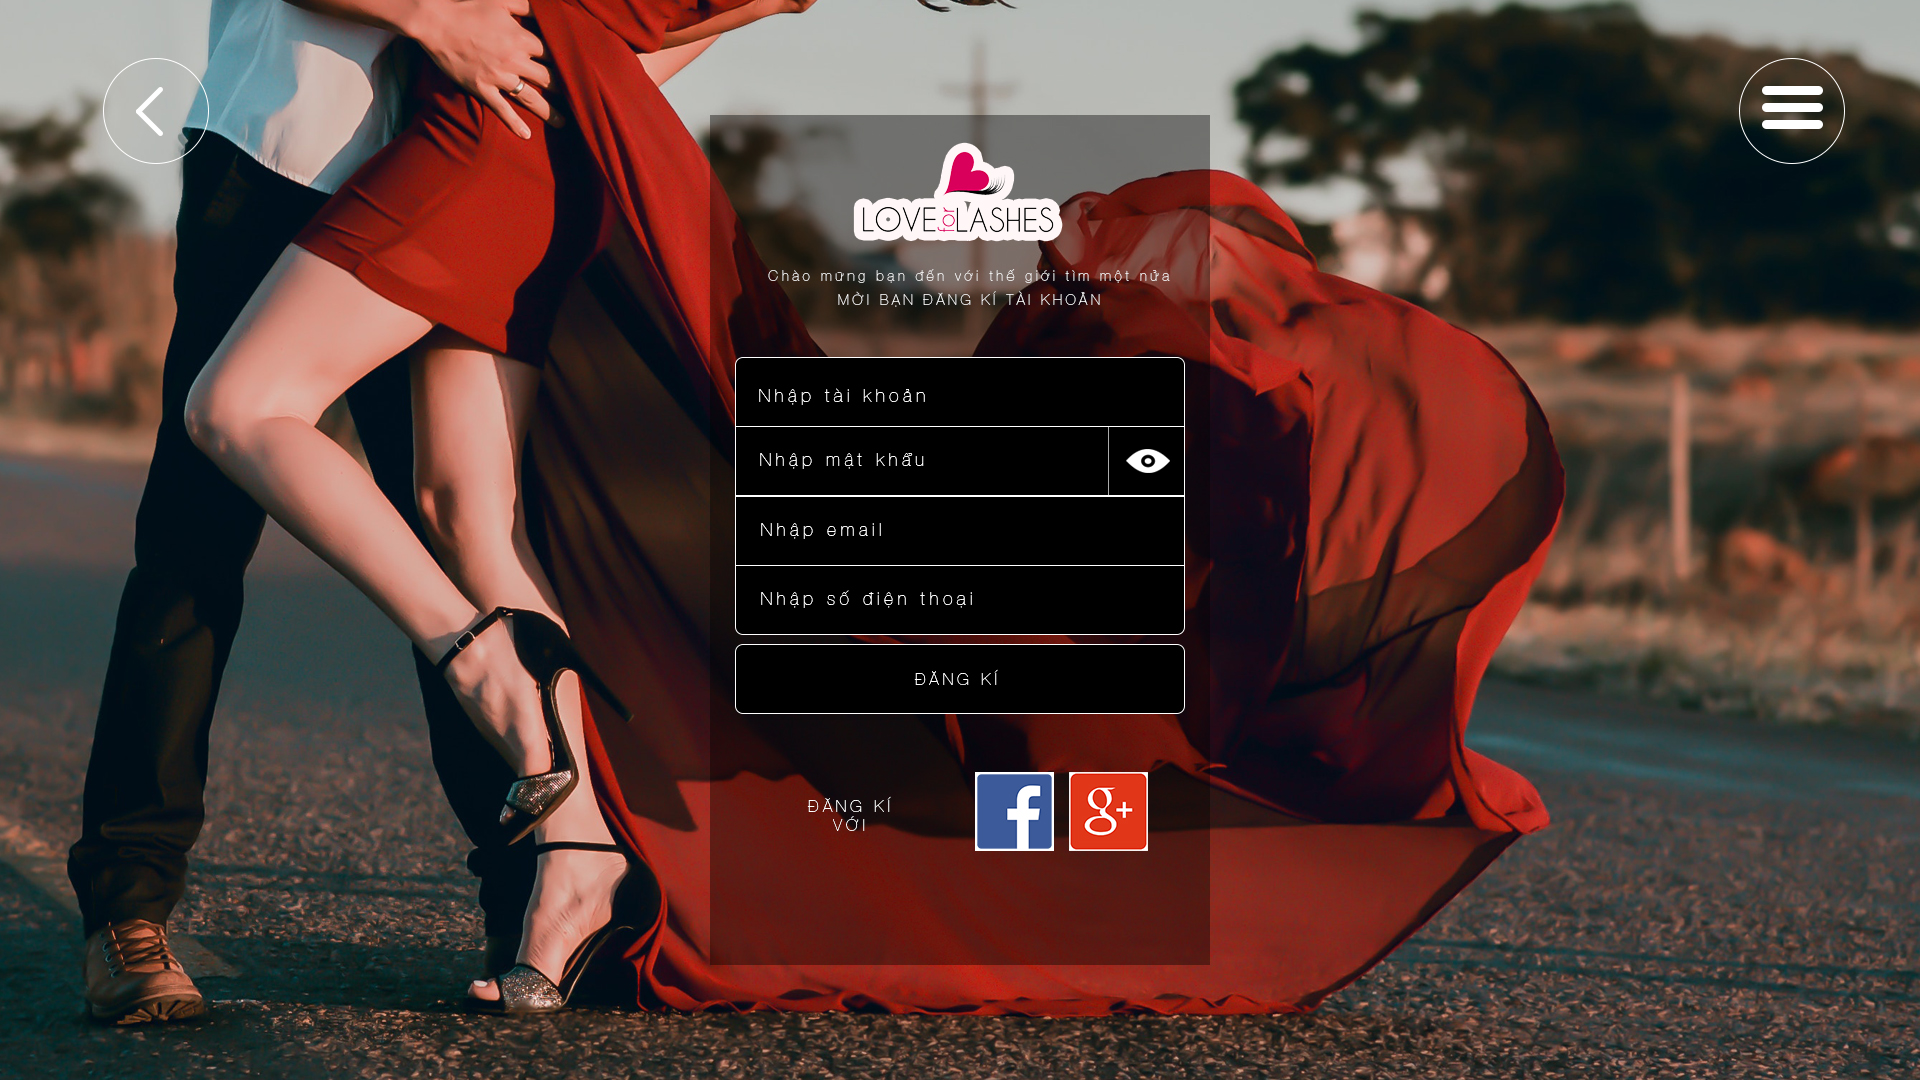 LOVE for LASHES
Chào mừng bạn đến với thế giới tìm một nửa
MỜI BẠN ĐĂNG KÍ TÀI KHOẢN
Nhập tài khoản
Nhập mật khẩu
Nhập email
Nhập số điện thoại
ĐĂNG KÍ
ĐĂNG KÍ
VỚI
f
g+